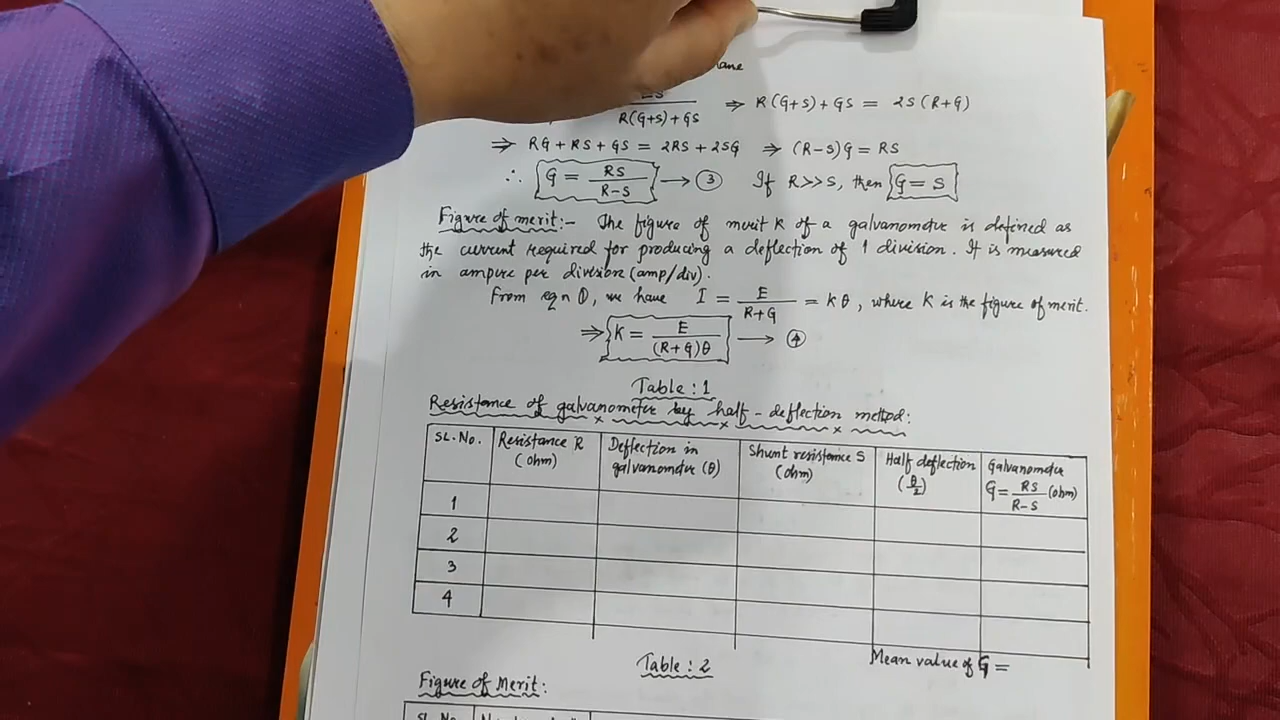 R(G+S)+GS ⇒ R(G+S)+GS = 2S(R+G)
⇒ RG+RS+GS = 2RS+2SG ⇒ (R-S)G = RS
∴ G = RS/(R-S) → ③ If R>>S, then G = S
Figure of merit:- The figure of merit K of a galvanometer is defined as
the current required for producing a deflection of 1 division. It is measured
in ampere per division (amp/div).
From eqn ①, we have I = E/(R+G) = Kθ, where K is the figure of merit.
⇒ K = E/((R+G)θ) → ④
Table : 1
Resistance of galvanometer by half-deflection method:
SL. No. Resistance R (ohm) Deflection in galvanometer (θ) Shunt resistance S (ohm) Half deflection (θ/2) Galvanometer G = RS/(R-S) (ohm)
1
2
3
4
Mean value of G =
Table : 2
Figure of Merit:
SL. No.